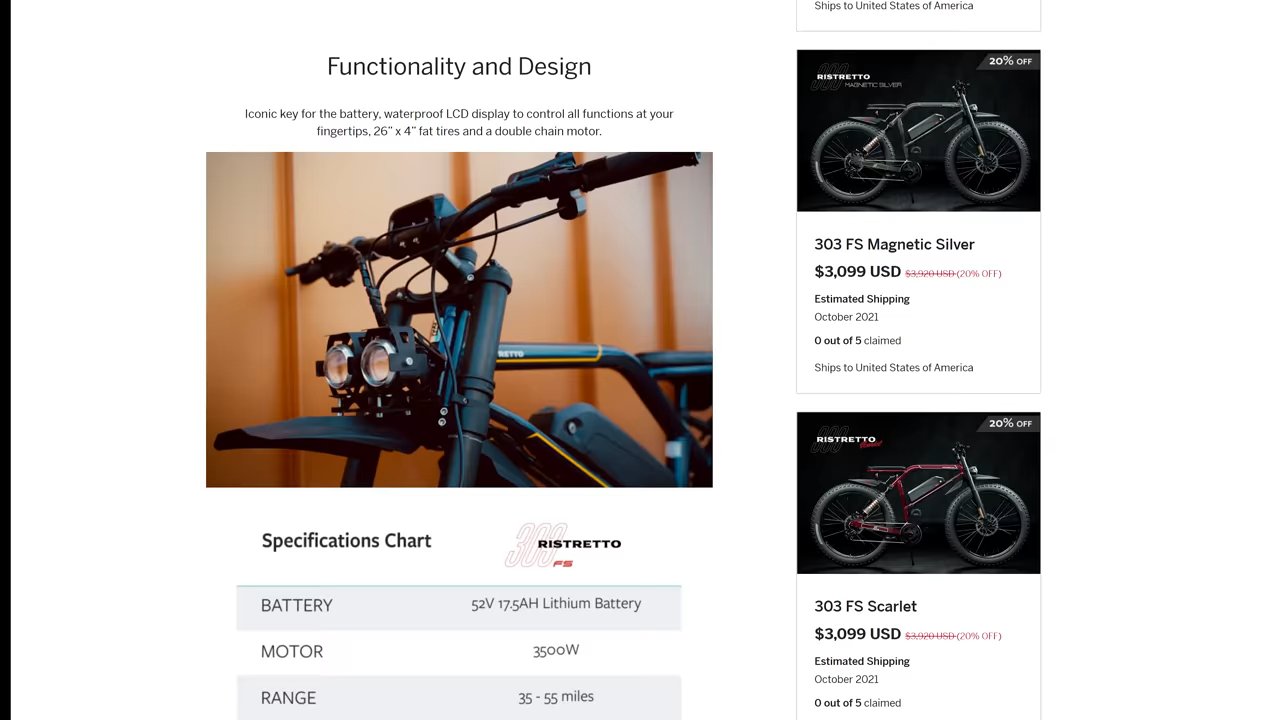 Functionality and Design
Iconic key for the battery, waterproof LCD display to control all functions at your
fingertips, 26” x 4” fat tires and a double chain motor.
RETTO
Specifications Chart
303 RISTRETTO
FS
BATTERY
52V 17.5AH Lithium Battery
MOTOR
3500W
RANGE
35 - 55 miles
Ships to United States of America
20% OFF
303 RISTRETTO
MAGNETIC SILVER
303 FS Magnetic Silver
$3,099 USD $3,920 USD (20% OFF)
Estimated Shipping
October 2021
0 out of 5 claimed
Ships to United States of America
20% OFF
303 RISTRETTO
Scarlet
303 FS Scarlet
$3,099 USD $3,920 USD (20% OFF)
Estimated Shipping
October 2021
0 out of 5 claimed